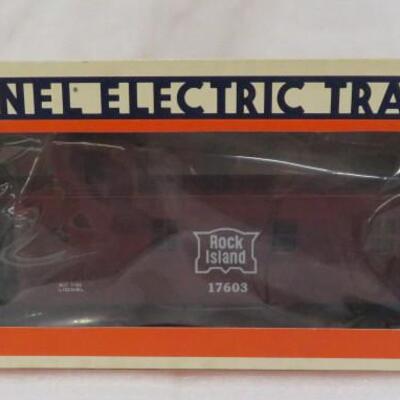 NEL ELECTRIC TRA
Rock
Island
17603